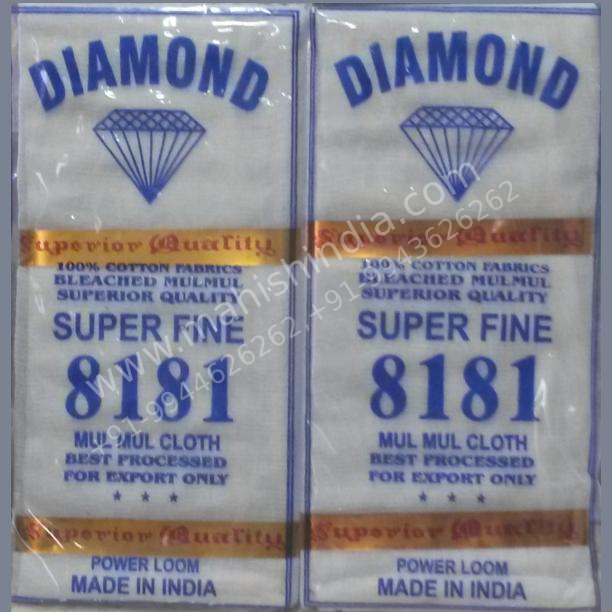 DIAMOND
Superior Quality
100% COTTON FABRICS
BLEACHED MULMUL
SUPERIOR QUALITY
SUPER FINE
8181
MUL MUL CLOTH
BEST PROCESSED
FOR EXPORT ONLY
★ ★ ★
Superior Quality
POWER LOOM
MADE IN INDIA
DIAMOND
Superior Quality
100% COTTON FABRICS
BLEACHED MULMUL
SUPERIOR QUALITY
SUPER FINE
8181
MUL MUL CLOTH
BEST PROCESSED
FOR EXPORT ONLY
★ ★ ★
Superior Quality
POWER LOOM
MADE IN INDIA
www.manishindia.com
+91-9944626262,+91-9943626262